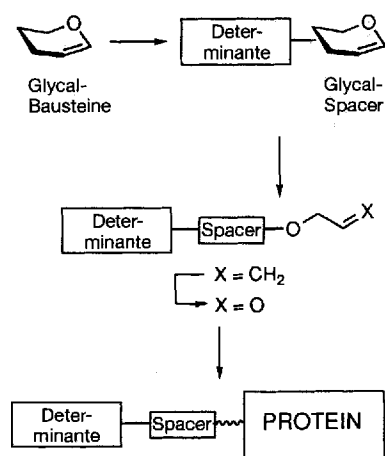 O
Glycal-
Bausteine
Deter-
minante
O
Glycal-
Spacer
Deter-
minante
Spacer
O
X
X = CH₂
X = O
Deter-
minante
Spacer
PROTEIN